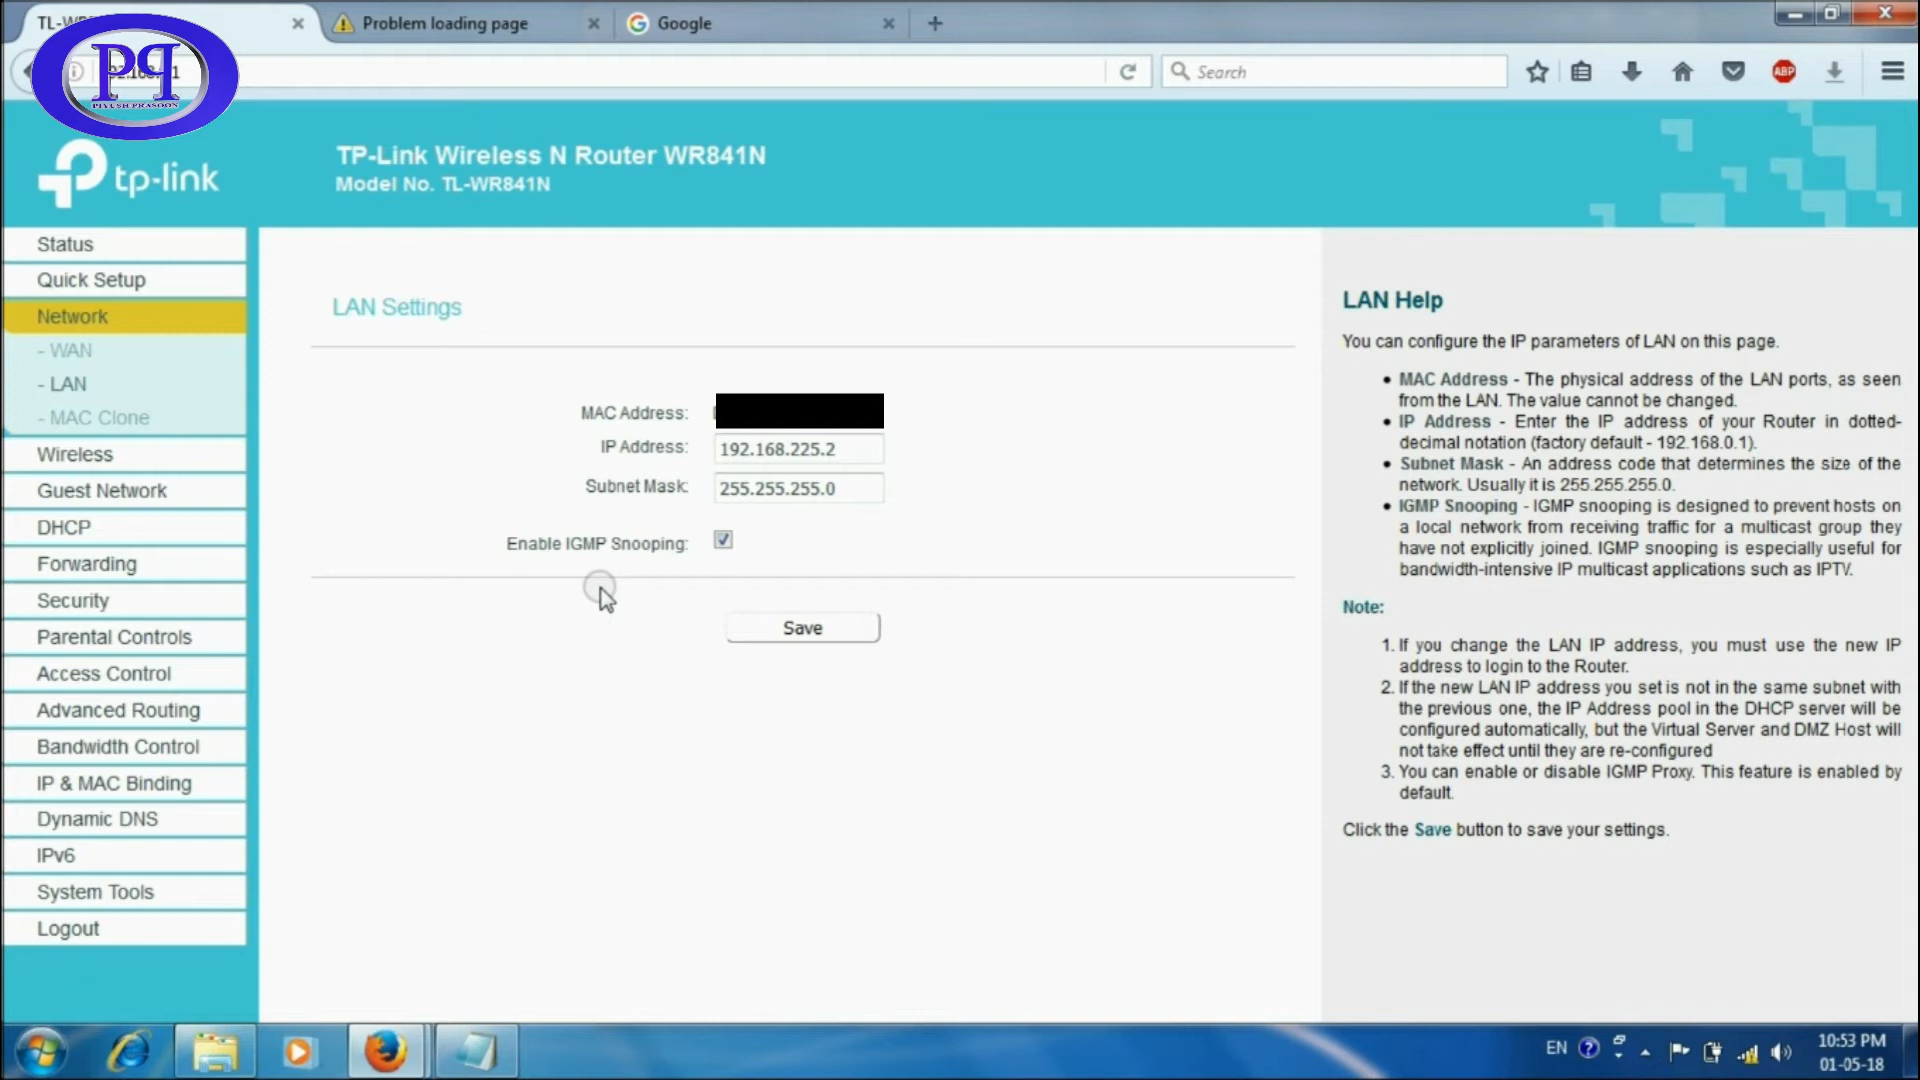 Problem loading page
Google
Search
ABP
PP
PIYUSH PRASOON
tp-link
TP-Link Wireless N Router WR841N
Model No. TL-WR841N
Status
Quick Setup
Network
- WAN
- LAN
- MAC Clone
Wireless
Guest Network
DHCP
Forwarding
Security
Parental Controls
Access Control
Advanced Routing
Bandwidth Control
IP & MAC Binding
Dynamic DNS
IPv6
System Tools
Logout
LAN Settings
MAC Address:
IP Address: 192.168.225.2
Subnet Mask: 255.255.255.0
Enable IGMP Snooping:
Save
LAN Help
You can configure the IP parameters of LAN on this page.
• MAC Address - The physical address of the LAN ports, as seen
from the LAN. The value cannot be changed.
• IP Address - Enter the IP address of your Router in dotted-
decimal notation (factory default - 192.168.0.1).
• Subnet Mask - An address code that determines the size of the
network. Usually it is 255.255.255.0.
• IGMP Snooping - IGMP snooping is designed to prevent hosts on
a local network from receiving traffic for a multicast group they
have not explicitly joined. IGMP snooping is especially useful for
bandwidth-intensive IP multicast applications such as IPTV.
Note:
1. If you change the LAN IP address, you must use the new IP
address to login to the Router.
2. If the new LAN IP address you set is not in the same subnet with
the previous one, the IP Address pool in the DHCP server will be
configured automatically, but the Virtual Server and DMZ Host will
not take effect until they are re-configured
3. You can enable or disable IGMP Proxy. This feature is enabled by
default.
Click the Save button to save your settings.
EN
10:53 PM
01-05-18